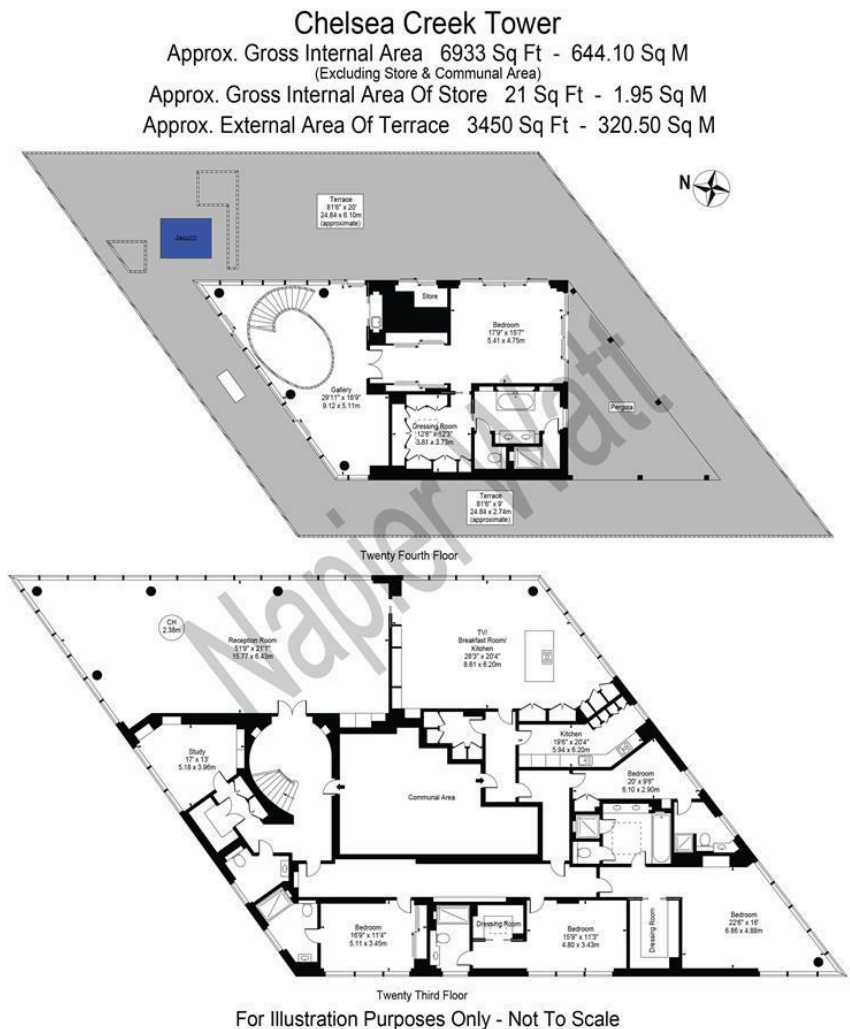 Chelsea Creek Tower
Approx. Gross Internal Area 6933 Sq Ft - 644.10 Sq M
(Excluding Store & Communal Area)
Approx. Gross Internal Area Of Store 21 Sq Ft - 1.95 Sq M
Approx. External Area Of Terrace 3450 Sq Ft - 320.50 Sq M
N
Terrace
81'6" x 20'
24.84 x 6.10m
(approximate)
Jacuzzi
Store
Bedroom
17'9" x 15'7"
5.41 x 4.75m
Gallery
29'11" x 16'9"
9.12 x 5.11m
Dressing Room
12'6" x 12'3"
3.81 x 3.73m
Pergola
Terrace
81'6" x 9'
24.84 x 2.74m
(approximate)
Twenty Fourth Floor
Napier Watt
CH
2.38m
Reception Room
51'9" x 21'1"
15.77 x 6.43m
TV/
Breakfast Room/
Kitchen
28'3" x 20'4"
8.61 x 6.20m
Kitchen
19'6" x 20'4"
5.94 x 6.20m
Study
17' x 13'
5.18 x 3.96m
Communal Area
Bedroom
20' x 9'6"
6.10 x 2.90m
Bedroom
16'9" x 11'4"
5.11 x 3.45m
Dressing Room
Bedroom
15'9" x 11'3"
4.80 x 3.43m
Dressing Room
Bedroom
22'6" x 16'
6.86 x 4.88m
Twenty Third Floor
For Illustration Purposes Only - Not To Scale